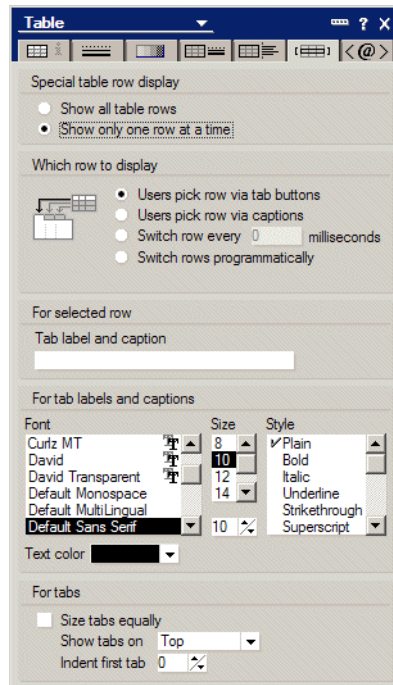 Table ? X
<@>
Special table row display
Show all table rows
Show only one row at a time
Which row to display
Users pick row via tab buttons
Users pick row via captions
Switch row every 0 milliseconds
Switch rows programmatically
For selected row
Tab label and caption
For tab labels and captions
Font Size Style
Curlz MT 8 Plain
David 10 Bold
David Transparent 12 Italic
Default Monospace 14 Underline
Default MultiLingual Strikethrough
Default Sans Serif 10 Superscript
Text color
For tabs
Size tabs equally
Show tabs on Top
Indent first tab 0